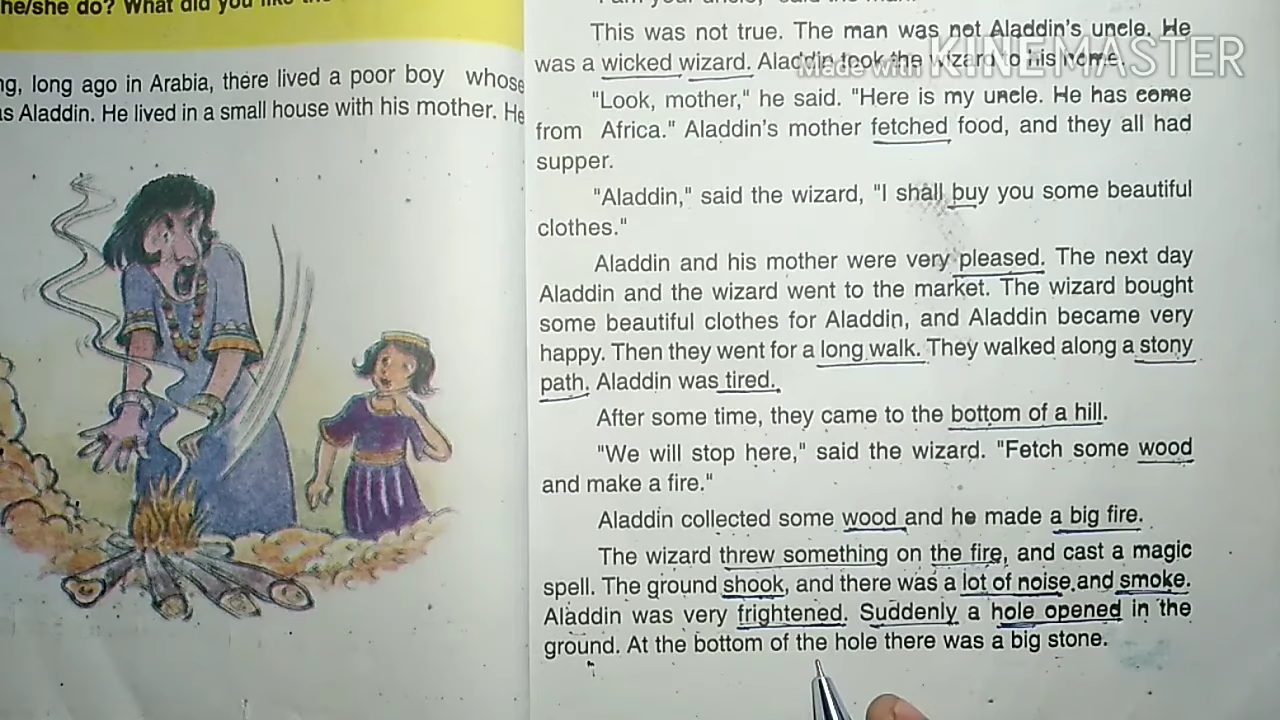 he/she do? What did you like the
ng, long ago in Arabia, there lived a poor boy whose
as Aladdin. He lived in a small house with his mother. He
"I am your uncle," said the man.
This was not true. The man was not Aladdin's uncle. He
was a wicked wizard. Aladdin took the wizard to his home.
Made with KINEMASTER
"Look, mother," he said. "Here is my uncle. He has come
from Africa." Aladdin's mother fetched food, and they all had
supper.
"Aladdin," said the wizard, "I shall buy you some beautiful
clothes."
Aladdin and his mother were very pleased. The next day
Aladdin and the wizard went to the market. The wizard bought
some beautiful clothes for Aladdin, and Aladdin became very
happy. Then they went for a long walk. They walked along a stony
path. Aladdin was tired.
After some time, they came to the bottom of a hill.
"We will stop here," said the wizard. "Fetch some wood
and make a fire."
Aladdin collected some wood and he made a big fire.
The wizard threw something on the fire, and cast a magic
spell. The ground shook, and there was a lot of noise and smoke.
Aladdin was very frightened. Suddenly a hole opened in the
ground. At the bottom of the hole there was a big stone.